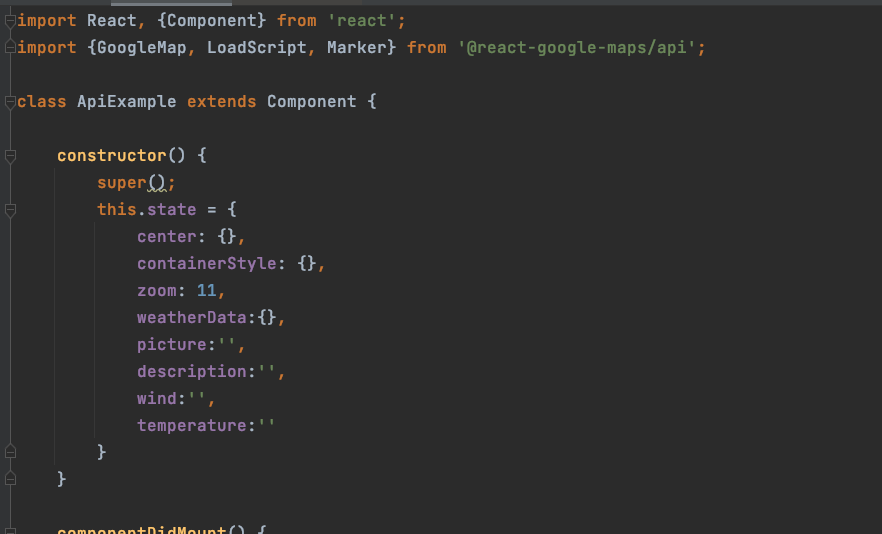 import React, {Component} from 'react';
import {GoogleMap, LoadScript, Marker} from '@react-google-maps/api';
class ApiExample extends Component {
constructor() {
super();
this.state = {
center: {},
containerStyle: {},
zoom: 11,
weatherData:{},
picture:'',
description:'',
wind:'',
temperature:''
}
}
componentDidMount() {